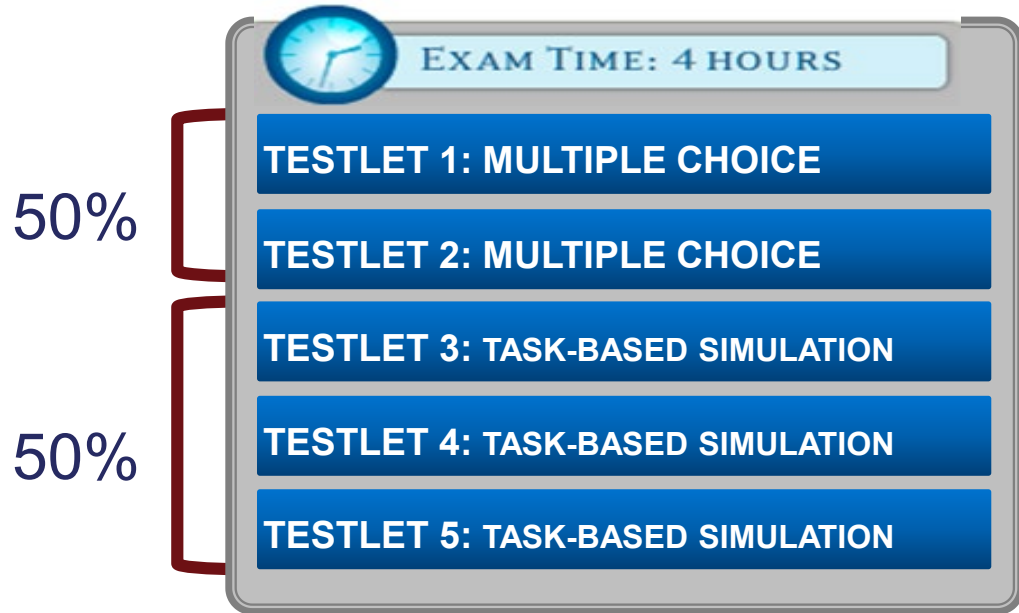 EXAM TIME: 4 HOURS
50%
TESTLET 1: MULTIPLE CHOICE
TESTLET 2: MULTIPLE CHOICE
50%
TESTLET 3: TASK-BASED SIMULATION
TESTLET 4: TASK-BASED SIMULATION
TESTLET 5: TASK-BASED SIMULATION